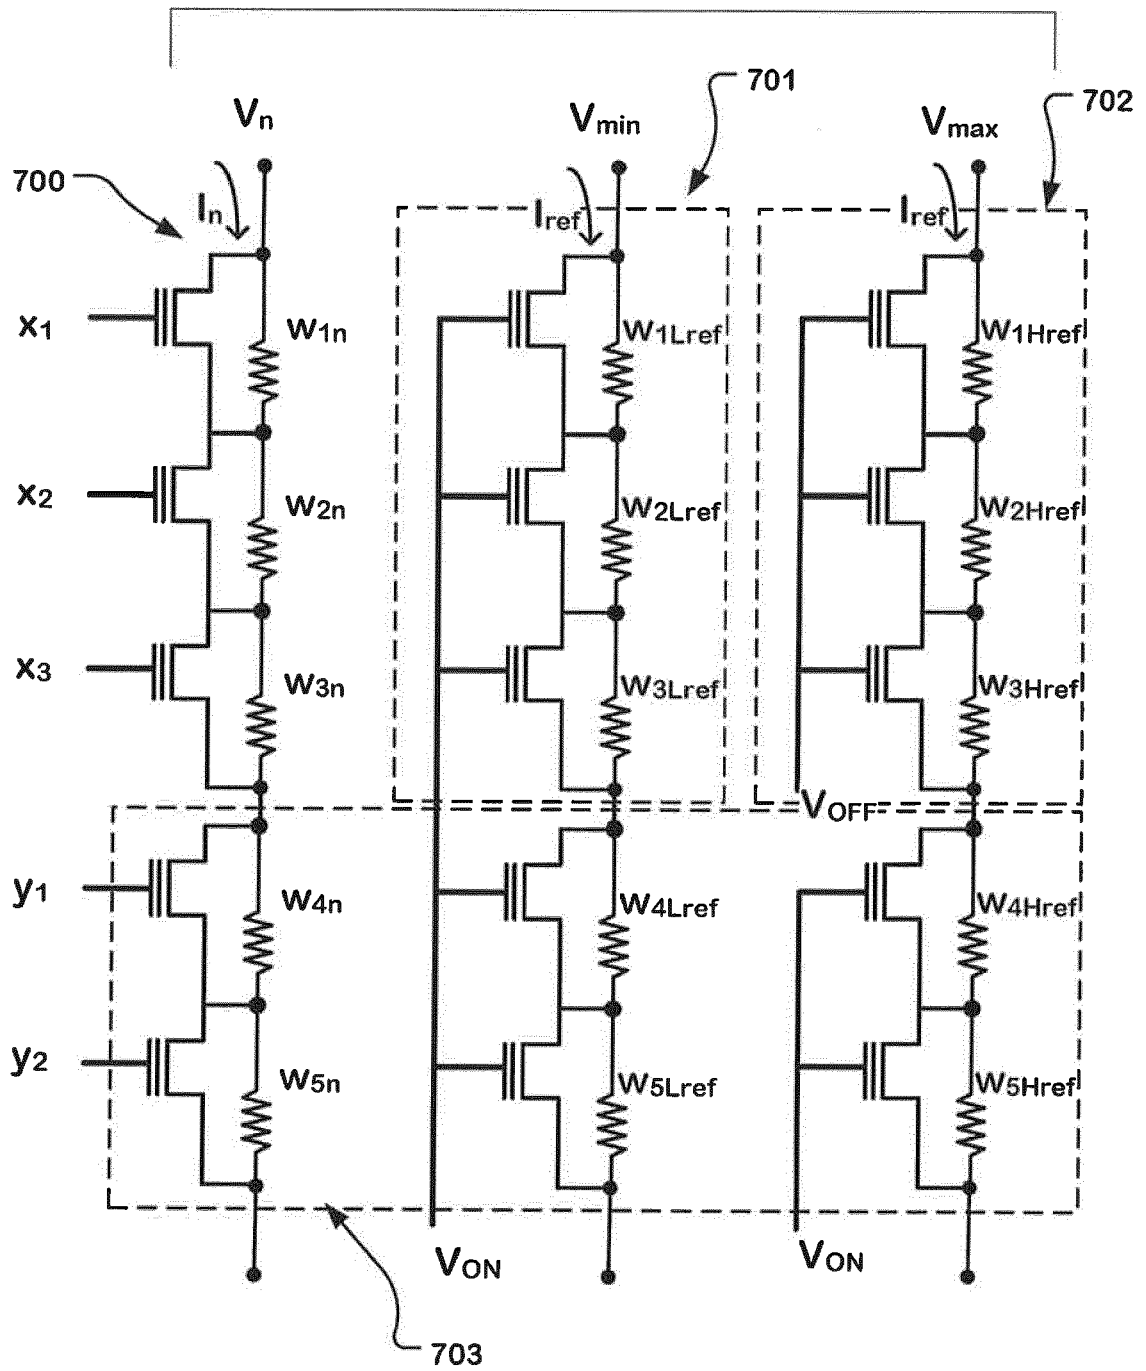 701
702
Vn
Vmin
Vmax
700
In
Iref
Iref
x1
w1n
w1Lref
w1Href
x2
w2n
w2Lref
w2Href
x3
w3n
w3Lref
w3Href
VOFF
y1
w4n
w4Lref
w4Href
y2
w5n
w5Lref
w5Href
VON
VON
703